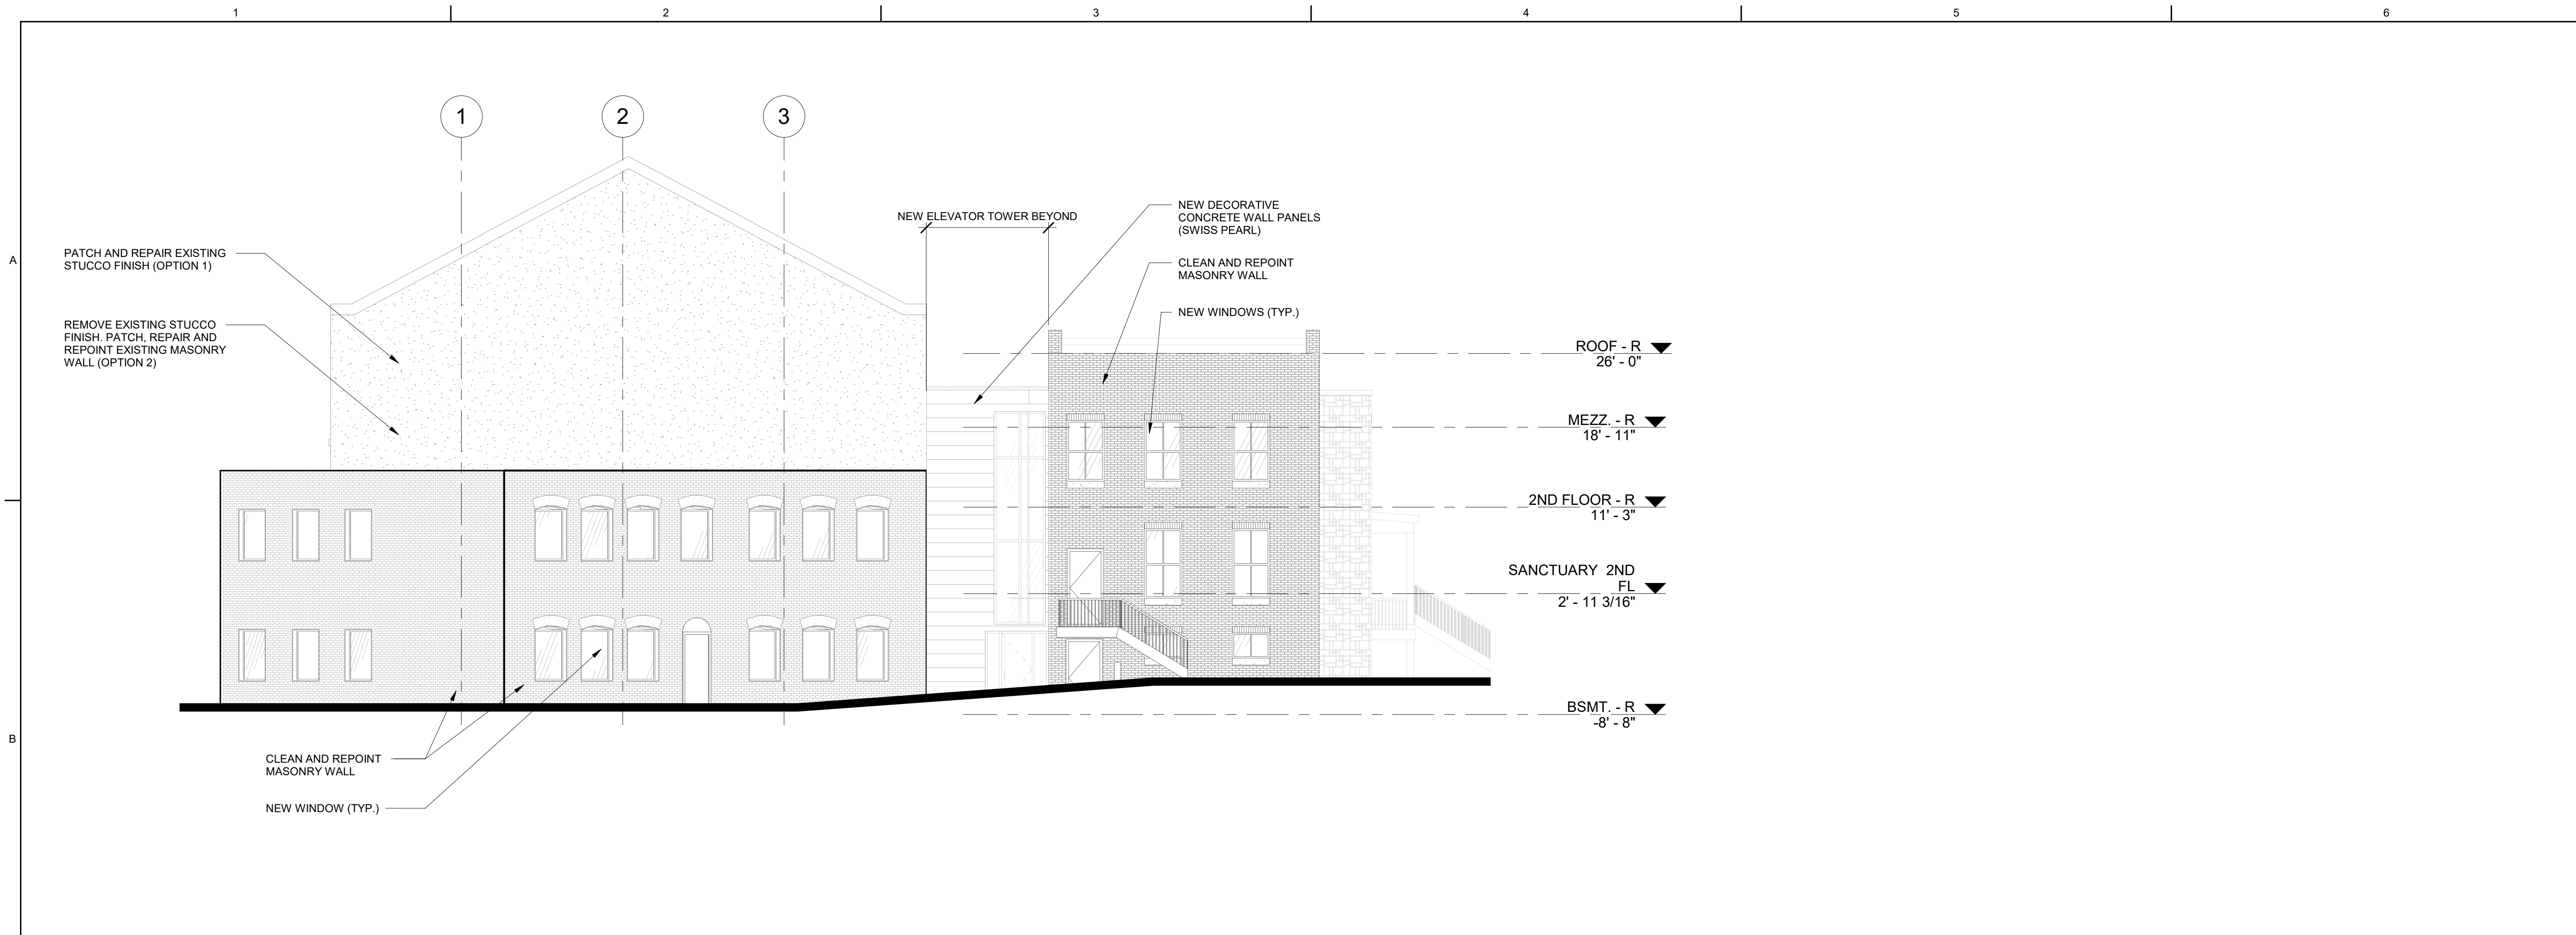 1
2
3
4
5
6
A
B
1
2
3
NEW ELEVATOR TOWER BEYOND
NEW DECORATIVE
CONCRETE WALL PANELS
(SWISS PEARL)
CLEAN AND REPOINT
MASONRY WALL
NEW WINDOWS (TYP.)
PATCH AND REPAIR EXISTING
STUCCO FINISH (OPTION 1)
REMOVE EXISTING STUCCO
FINISH. PATCH, REPAIR AND
REPOINT EXISTING MASONRY
WALL (OPTION 2)
ROOF - R
26' - 0"
MEZZ. - R
18' - 11"
2ND FLOOR - R
11' - 3"
SANCTUARY 2ND
FL
2' - 11 3/16"
BSMT. - R
-8' - 8"
CLEAN AND REPOINT
MASONRY WALL
NEW WINDOW (TYP.)